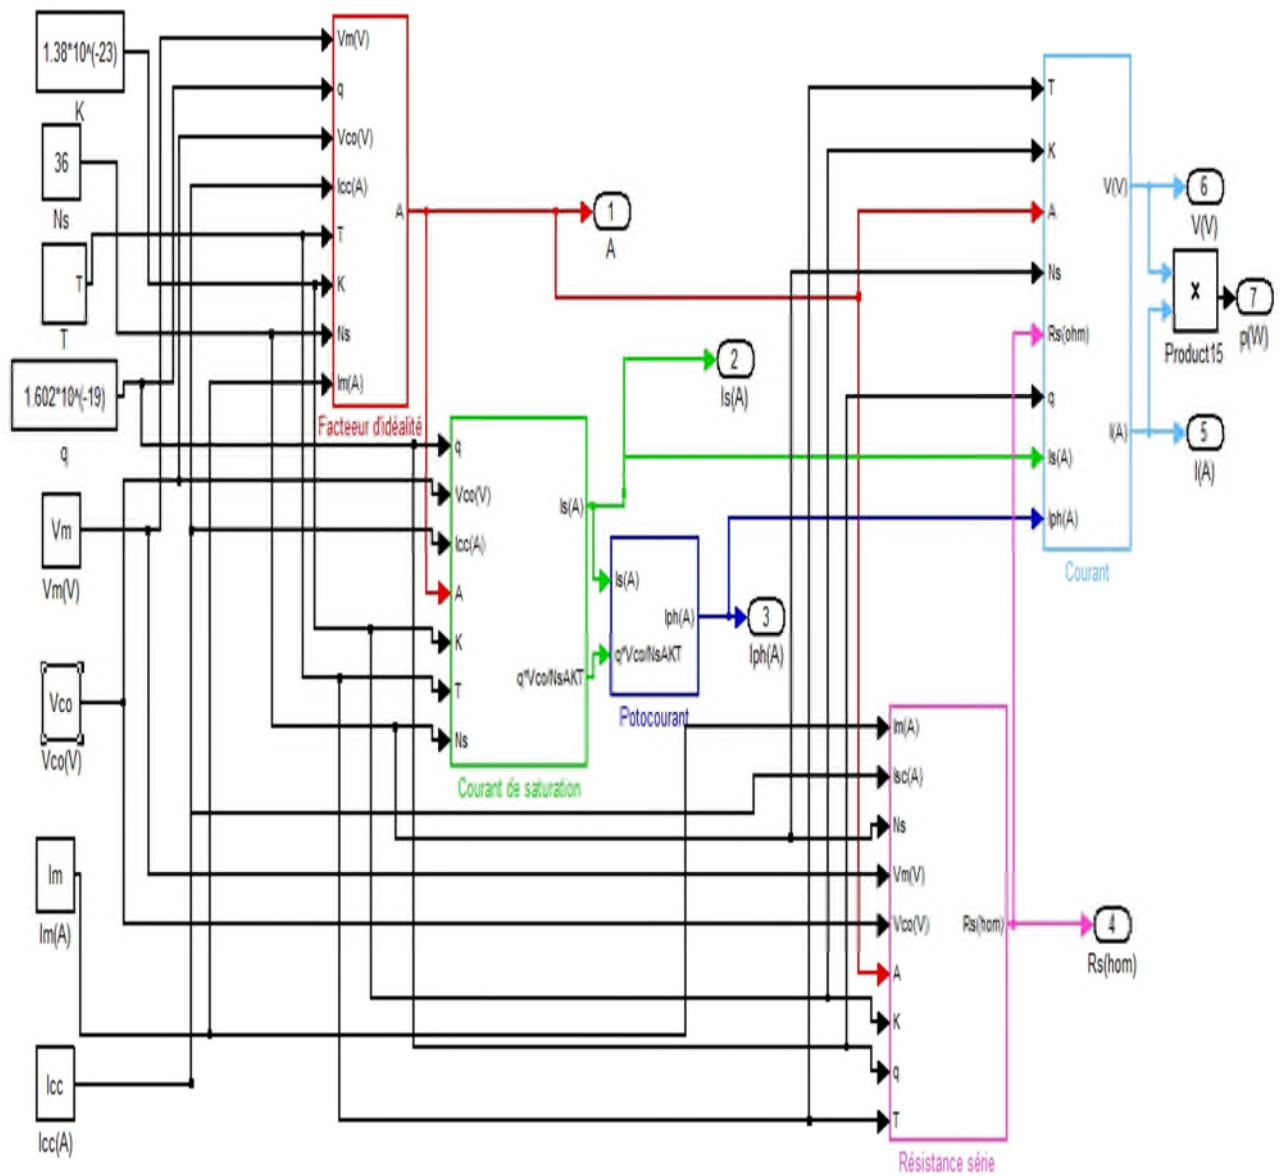 1.38*10^(-23)
K
36
Ns
T
T
1.602*10^(-19)
q
Vm
Vm(V)
Vco
Vco(V)
Im
Im(A)
Icc
Icc(A)
Vm(V)
q
Vco(V)
Icc(A)
T
K
Ns
Im(A)
A
Facteeur d'idéalité
1
A
q
Vco(V)
Icc(A)
A
K
T
Ns
Is(A)
q*Vco/NsAKT
Courant de saturation
2
Is(A)
Is(A)
q*Vco/NsAKT
Iph(A)
Potocourant
3
Iph(A)
T
K
A
Ns
Rs(ohm)
q
Is(A)
Iph(A)
V(V)
I(A)
Courant
6
V(V)
×
Product15
7
p(W)
5
I(A)
Im(A)
Isc(A)
Ns
Vm(V)
Vco(V)
A
K
q
T
Rs(hom)
Résistance série
4
Rs(hom)